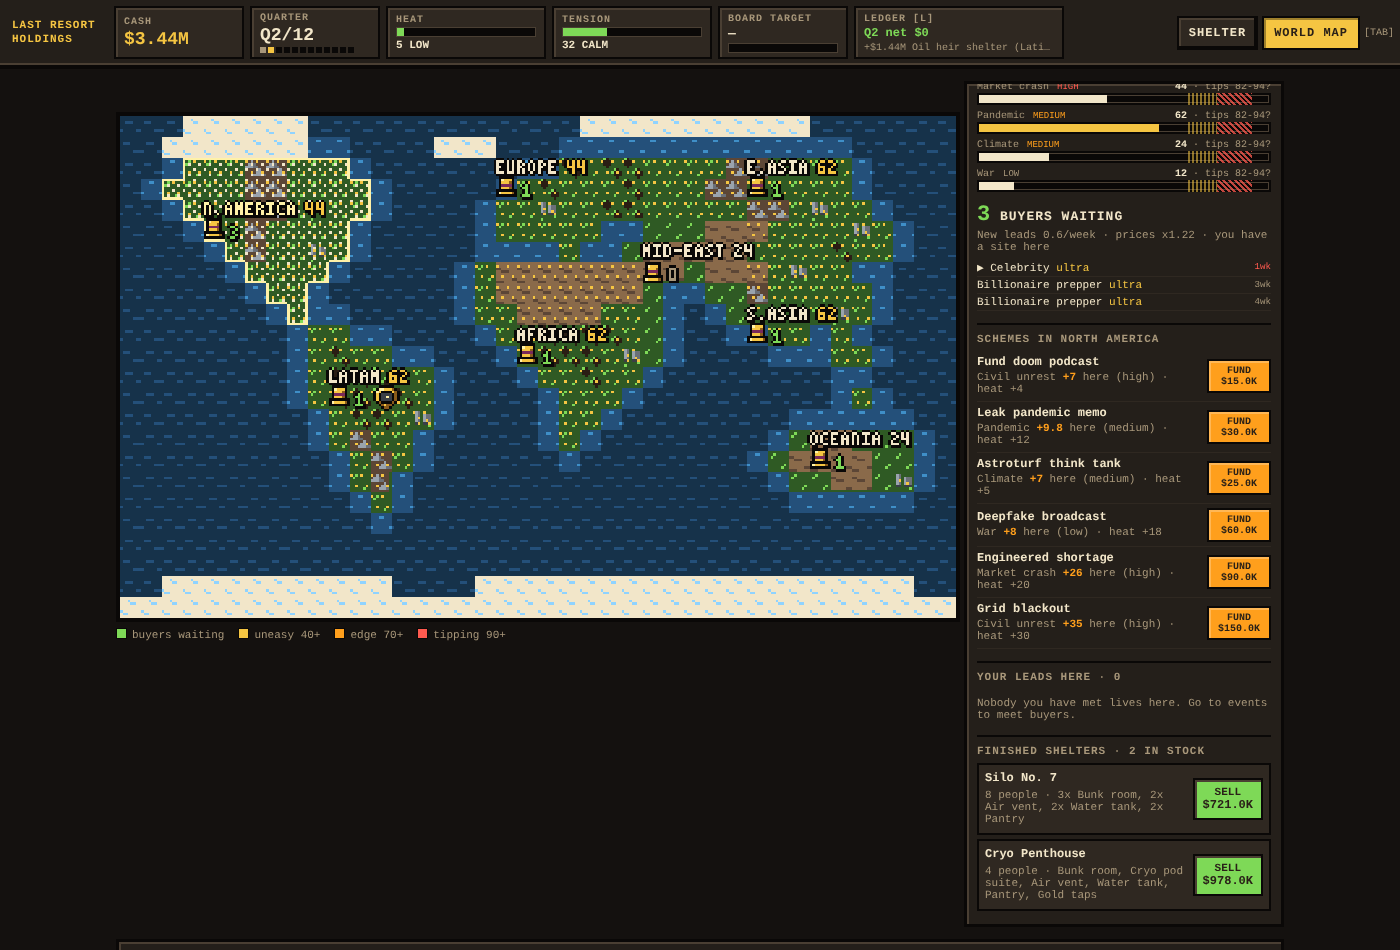 LAST RESORT
HOLDINGS
CASH
$3.44M
QUARTER
Q2/12
HEAT
5 LOW
TENSION
32 CALM
BOARD TARGET
—
LEDGER [L]
Q2 net $0
+$1.44M Oil heir shelter (Lati…
SHELTER
WORLD MAP
[TAB]
N.AMERICA 44
3
EUROPE 44
1
E.ASIA 62
1
MID-EAST 24
0
S.ASIA 62
1
AFRICA 62
1
LATAM 62
1
OCEANIA 24
1
buyers waiting
uneasy 40+
edge 70+
tipping 90+
Market crash HIGH
44 · tips 82-94?
Pandemic MEDIUM
62 · tips 82-94?
Climate MEDIUM
24 · tips 82-94?
War LOW
12 · tips 82-94?
3 BUYERS WAITING
New leads 0.6/week · prices x1.22 · you have
a site here
▶ Celebrity ultra
1wk
Billionaire prepper ultra
3wk
Billionaire prepper ultra
4wk
SCHEMES IN NORTH AMERICA
Fund doom podcast
Civil unrest +7 here (high) ·
heat +4
FUND
$15.0K
Leak pandemic memo
Pandemic +9.8 here (medium) ·
heat +12
FUND
$30.0K
Astroturf think tank
Climate +7 here (medium) · heat
+5
FUND
$25.0K
Deepfake broadcast
War +8 here (low) · heat +18
FUND
$60.0K
Engineered shortage
Market crash +26 here (high) ·
heat +20
FUND
$90.0K
Grid blackout
Civil unrest +35 here (high) ·
heat +30
FUND
$150.0K
YOUR LEADS HERE · 0
Nobody you have met lives here. Go to events
to meet buyers.
FINISHED SHELTERS · 2 IN STOCK
Silo No. 7
8 people · 3x Bunk room, 2x
Air vent, 2x Water tank, 2x
Pantry
SELL
$721.0K
Cryo Penthouse
4 people · Bunk room, Cryo pod
suite, Air vent, Water tank,
Pantry, Gold taps
SELL
$978.0K